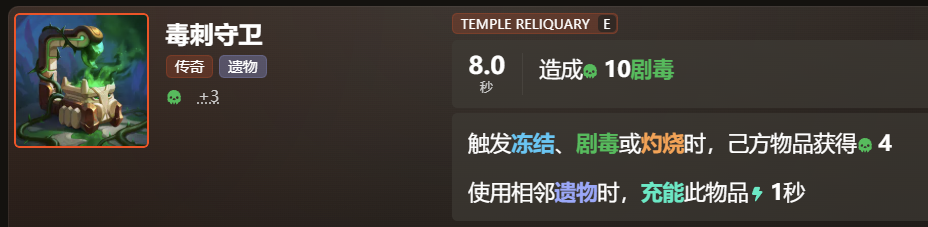 毒刺守卫
传奇 遗物
+3
TEMPLE RELIQUARY E
8.0
秒
造成 10剧毒
触发冻结、剧毒或灼烧时，己方物品获得 4
使用相邻遗物时，充能此物品 1秒